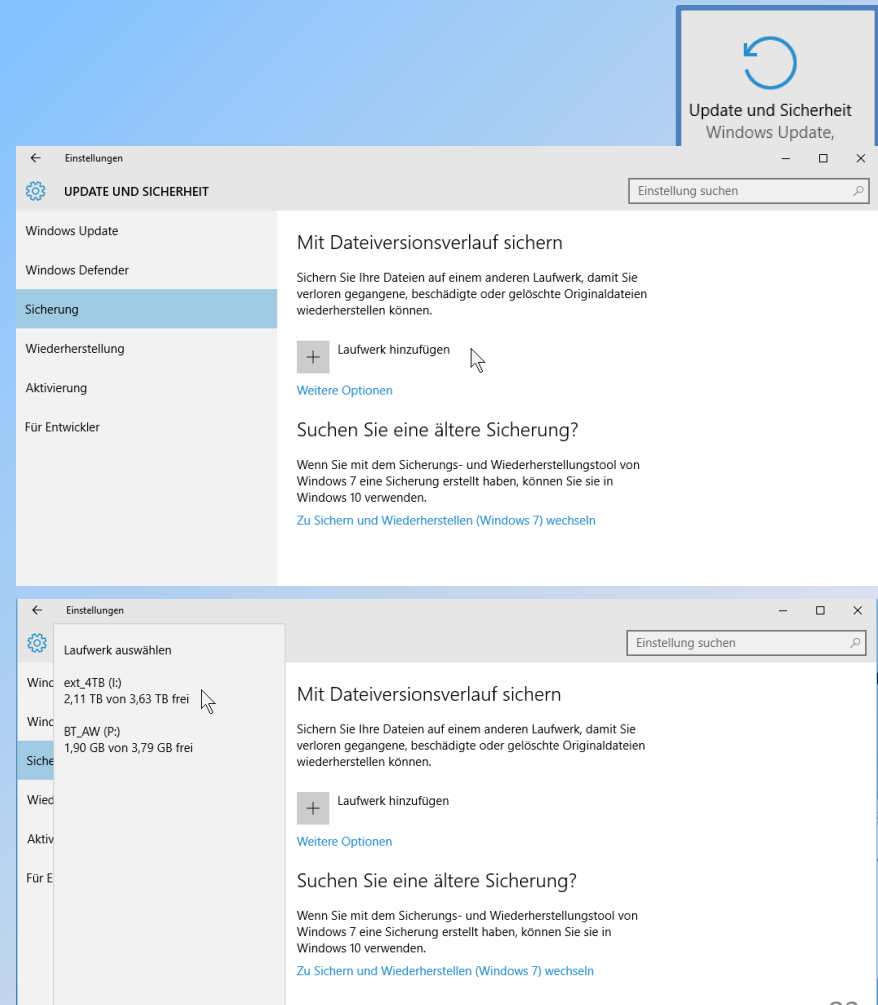 Update und Sicherheit
Windows Update,
Einstellungen
UPDATE UND SICHERHEIT
Einstellung suchen
Windows Update
Windows Defender
Sicherung
Wiederherstellung
Aktivierung
Für Entwickler
Mit Dateiversionsverlauf sichern
Sichern Sie Ihre Dateien auf einem anderen Laufwerk, damit Sie
verloren gegangene, beschädigte oder gelöschte Originaldateien
wiederherstellen können.
Laufwerk hinzufügen
Weitere Optionen
Suchen Sie eine ältere Sicherung?
Wenn Sie mit dem Sicherungs- und Wiederherstellungstool von
Windows 7 eine Sicherung erstellt haben, können Sie sie in
Windows 10 verwenden.
Zu Sichern und Wiederherstellen (Windows 7) wechseln
Einstellungen
Einstellung suchen
Winc
Winc
Siche
Wied
Aktiv
Für E
Laufwerk auswählen
ext_4TB (I:)
2,11 TB von 3,63 TB frei
BT_AW (P:)
1,90 GB von 3,79 GB frei
Mit Dateiversionsverlauf sichern
Sichern Sie Ihre Dateien auf einem anderen Laufwerk, damit Sie
verloren gegangene, beschädigte oder gelöschte Originaldateien
wiederherstellen können.
Laufwerk hinzufügen
Weitere Optionen
Suchen Sie eine ältere Sicherung?
Wenn Sie mit dem Sicherungs- und Wiederherstellungstool von
Windows 7 eine Sicherung erstellt haben, können Sie sie in
Windows 10 verwenden.
Zu Sichern und Wiederherstellen (Windows 7) wechseln